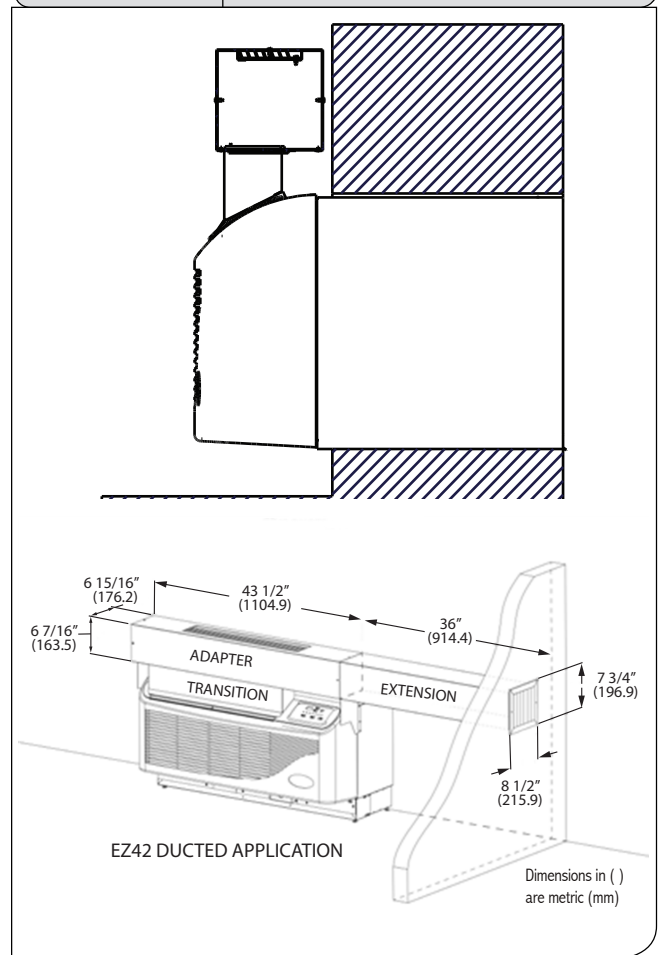 6 15/16”
(176.2)
43 1/2”
(1104.9)
36”
(914.4)
6 7/16”
(163.5)
ADAPTER
TRANSITION
EXTENSION
7 3/4”
(196.9)
8 1/2”
(215.9)
EZ42 DUCTED APPLICATION
Dimensions in ( )
are metric (mm)